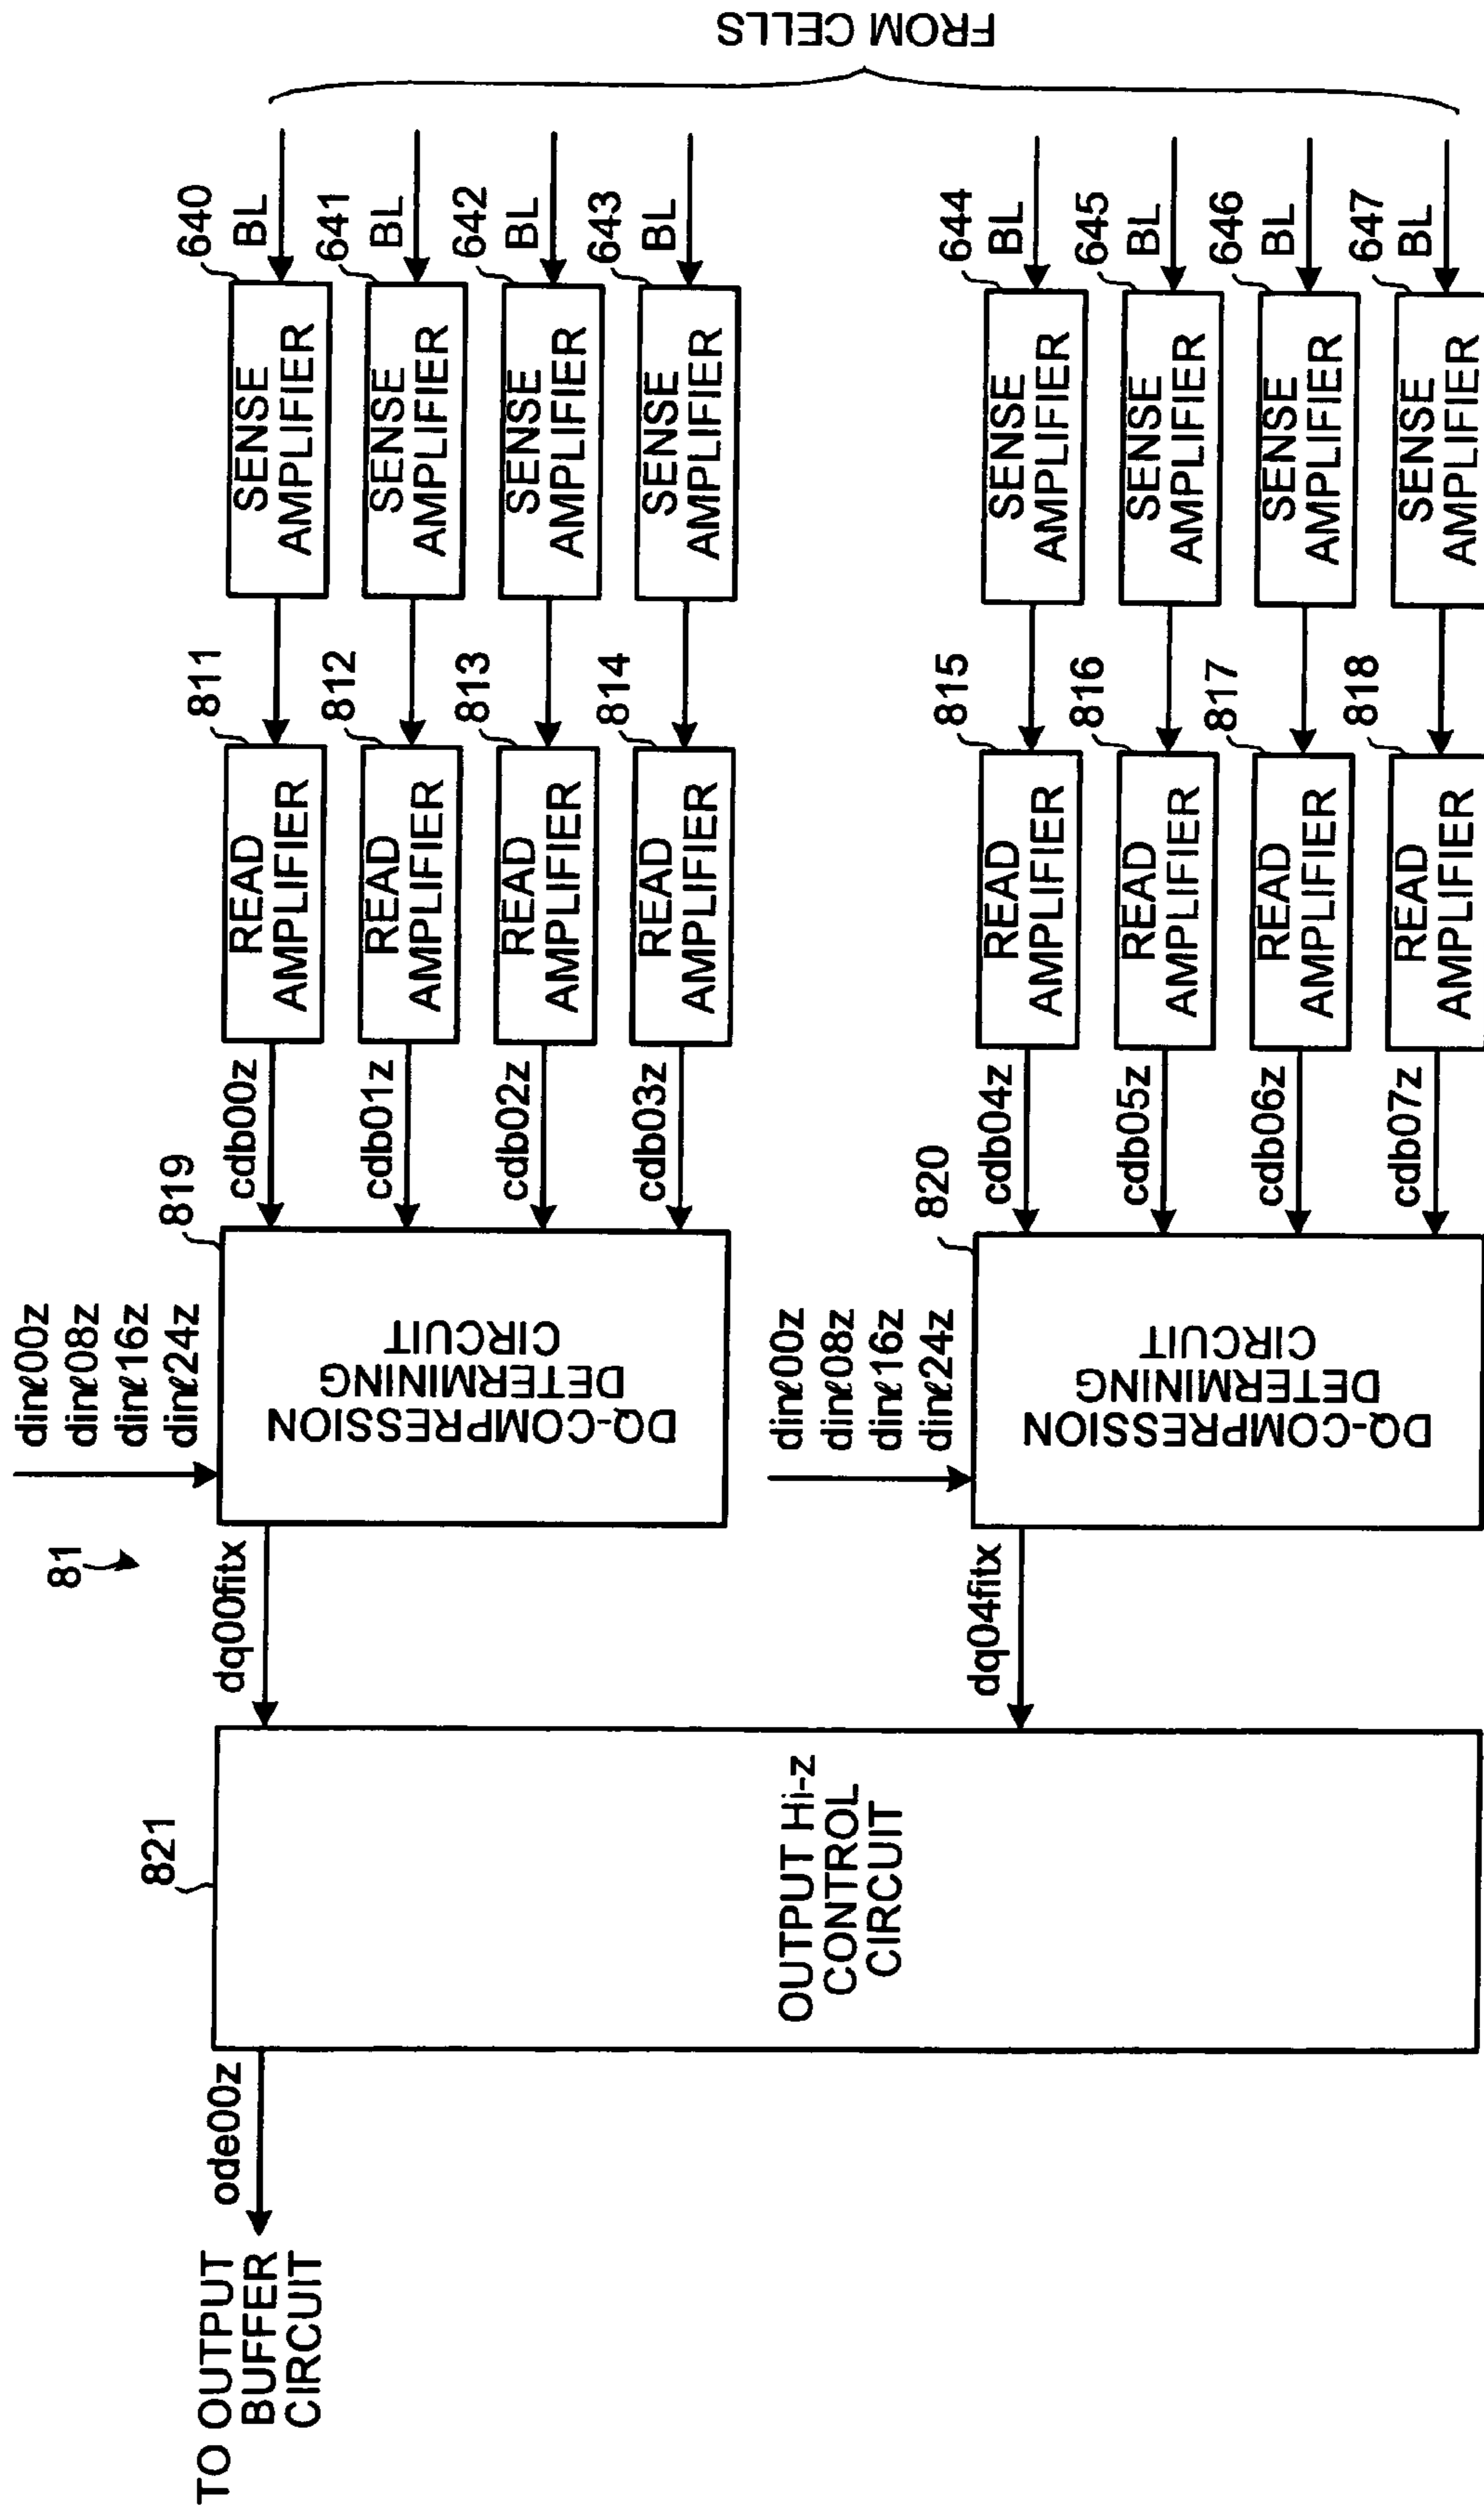 81
FROM CELLS
640
BL
SENSE
AMPLIFIER
641
BL
SENSE
AMPLIFIER
642
BL
SENSE
AMPLIFIER
643
BL
SENSE
AMPLIFIER
644
BL
SENSE
AMPLIFIER
645
BL
SENSE
AMPLIFIER
646
BL
SENSE
AMPLIFIER
647
BL
SENSE
AMPLIFIER
811
READ
AMPLIFIER
812
READ
AMPLIFIER
813
READ
AMPLIFIER
814
READ
AMPLIFIER
815
READ
AMPLIFIER
816
READ
AMPLIFIER
817
READ
AMPLIFIER
818
READ
AMPLIFIER
cdb00z
cdb01z
cdb02z
cdb03z
cdb04z
cdb05z
cdb06z
cdb07z
819
dinℓ00z
dinℓ08z
dinℓ16z
dinℓ24z
DQ-COMPRESSION
DETERMINING
CIRCUIT
820
dinℓ00z
dinℓ08z
dinℓ16z
dinℓ24z
DQ-COMPRESSION
DETERMINING
CIRCUIT
dq00fitx
dq04fitx
821
OUTPUT Hi-z
CONTROL
CIRCUIT
ode00z
TO OUTPUT
BUFFER
CIRCUIT